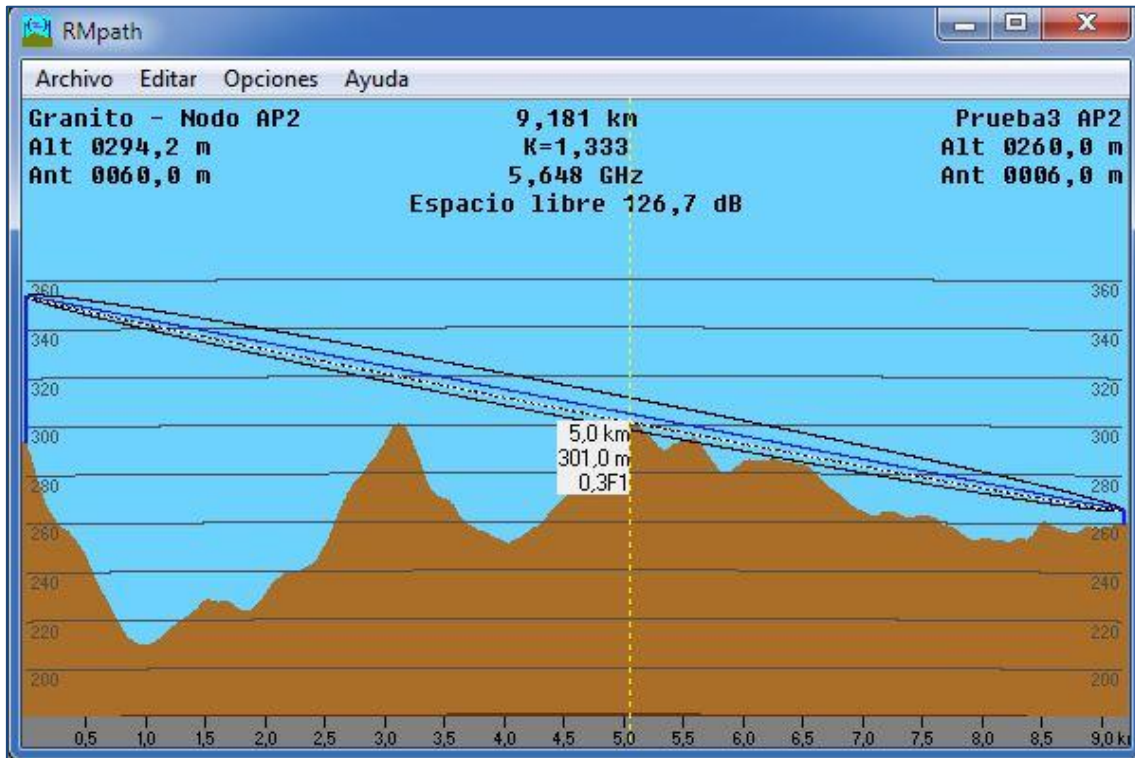 RMpath
Archivo Editar Opciones Ayuda
Granito - Nodo AP2 9,181 km Prueba3 AP2
Alt 0294,2 m K=1,333 Alt 0260,0 m
Ant 0060,0 m 5,648 GHz Ant 0006,0 m
Espacio libre 126,7 dB
360 360
340 340
320 320
300 5,0 km 300
301,0 m
280 0,3F1 280
260 260
240 240
220 220
200 200
0,5 1,0 1,5 2,0 2,5 3,0 3,5 4,0 4,5 5,0 5,5 6,0 6,5 7,0 7,5 8,0 8,5 9,0 k